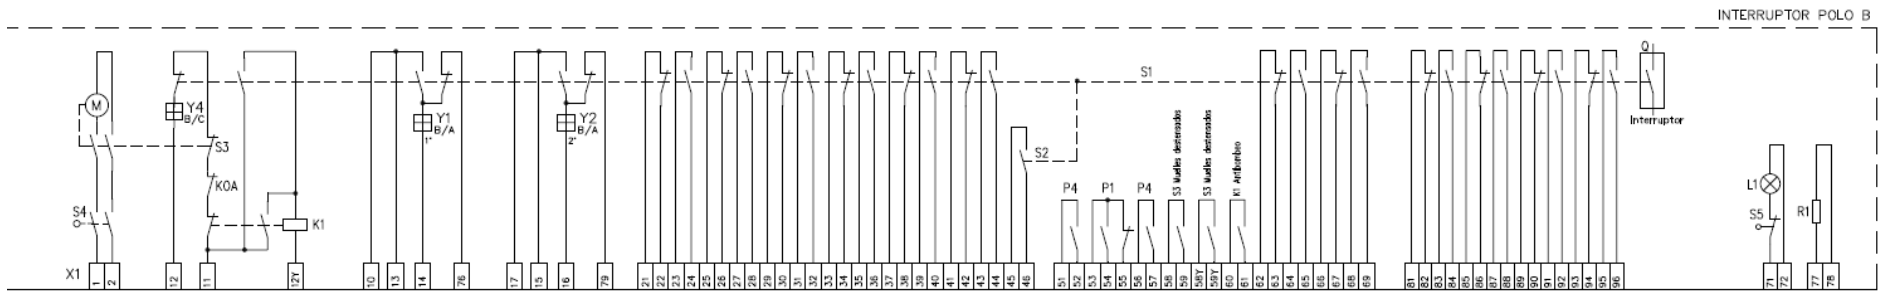 INTERRUPTOR POLO B
Q
S1
M
Y4
B/C
Y1
B/A
1°
Y2
B/A
2°
Interruptor
S3
S2
S3 Muelles destensados
S3 Muelles destensados
K1 Antibombeo
KOA
P4
P1
P4
L1
S4
K1
S5
R1
X1
1 2 12 11 12Y 10 13 14 76 17 15 16 79 21 22 23 24 25 26 27 28 29 30 31 32 33 34 35 36 37 38 39 40 41 42 43 44 45 46 51 52 53 54 55 56 57 58 59 58Y 59Y 60 61 62 63 64 65 66 67 68 69 81 82 83 84 85 86 87 88 89 90 91 92 93 94 95 96 71 72 77 78